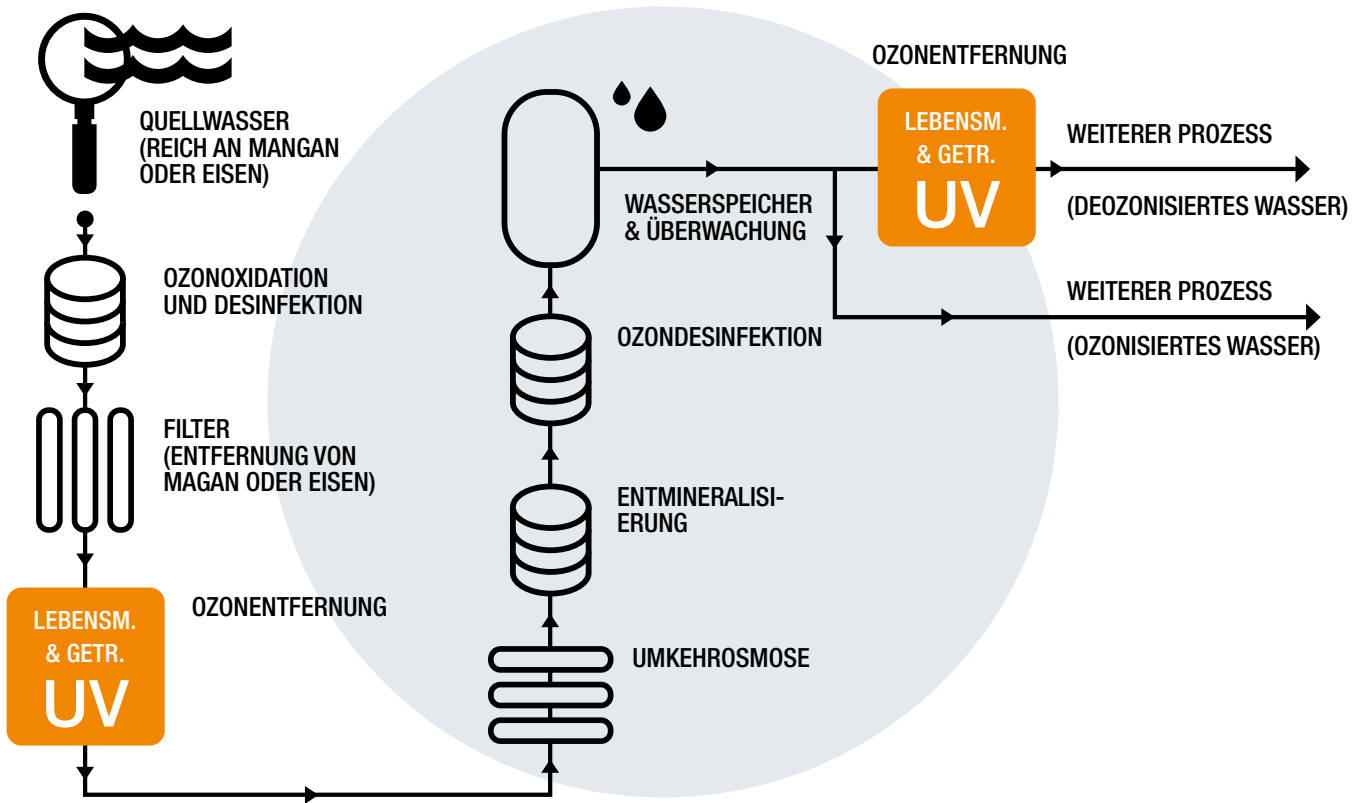 QUELLWASSER
(REICH AN MANGAN
ODER EISEN)
OZONOXIDATION
UND DESINFEKTION
FILTER
(ENTFERNUNG VON
MAGAN ODER EISEN)
LEBENSM.
& GETR.
UV
OZONENTFERNUNG
UMKEHROSMOSE
ENTMINERALISI-
ERUNG
OZONDESINFEKTION
WASSERSPEICHER
& ÜBERWACHUNG
OZONENTFERNUNG
LEBENSM.
& GETR.
UV
WEITERER PROZESS
(DEOZONISIERTES WASSER)
WEITERER PROZESS
(OZONISIERTES WASSER)